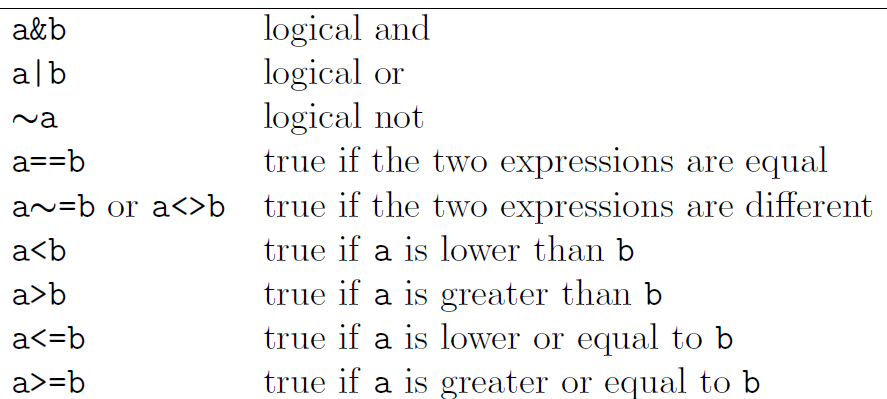 a&b logical and
a|b logical or
∼a logical not
a==b true if the two expressions are equal
a∼=b or a<>b true if the two expressions are different
a<b true if a is lower than b
a>b true if a is greater than b
a<=b true if a is lower or equal to b
a>=b true if a is greater or equal to b